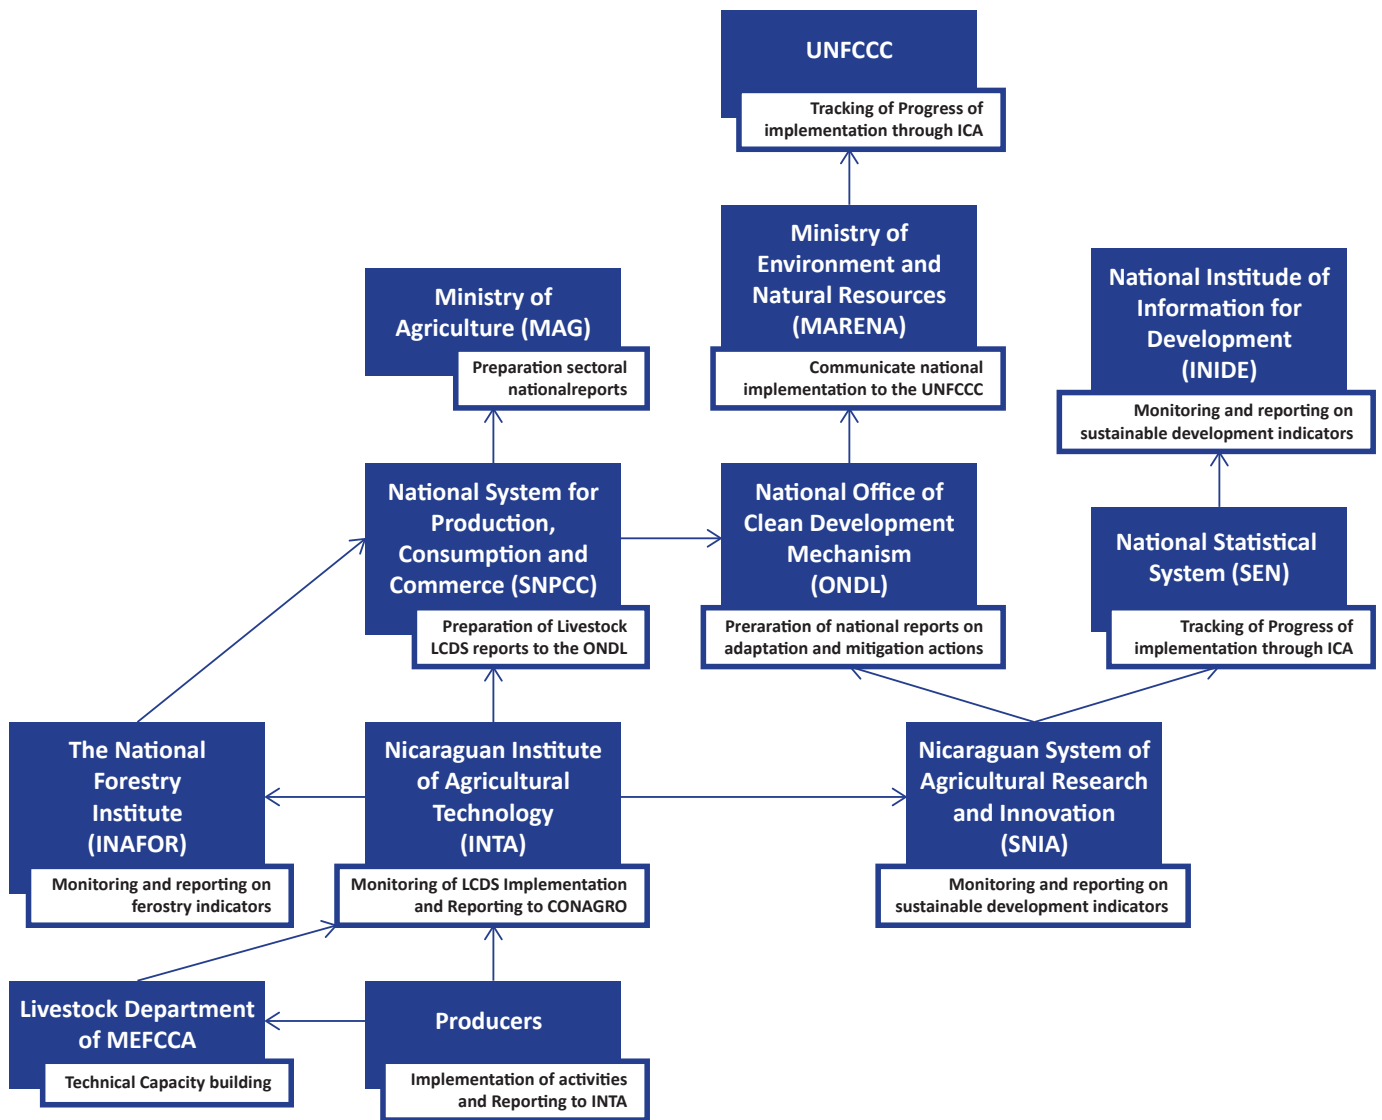 UNFCCC
Tracking of Progress of
implementation through ICA
Ministry of
Environment and
Natural Resources
(MARENA)
Communicate national
implementation to the UNFCCC
National Institude of
Information for
Development
(INIDE)
Monitoring and reporting on
sustainable development indicators
Ministry of
Agriculture (MAG)
Preparation sectoral
nationalreports
National System for
Production,
Consumption and
Commerce (SNPCC)
Preparation of Livestock
LCDS reports to the ONDL
National Office of
Clean Development
Mechanism
(ONDL)
Preraration of national reports on
adaptation and mitigation actions
National Statistical
System (SEN)
Tracking of Progress of
implementation through ICA
The National
Forestry
Institute
(INAFOR)
Monitoring and reporting on
ferostry indicators
Nicaraguan Institute
of Agricultural
Technology
(INTA)
Monitoring of LCDS Implementation
and Reporting to CONAGRO
Nicaraguan System of
Agricultural Research
and Innovation
(SNIA)
Monitoring and reporting on
sustainable development indicators
Livestock Department
of MEFCCA
Technical Capacity building
Producers
Implementation of activities
and Reporting to INTA